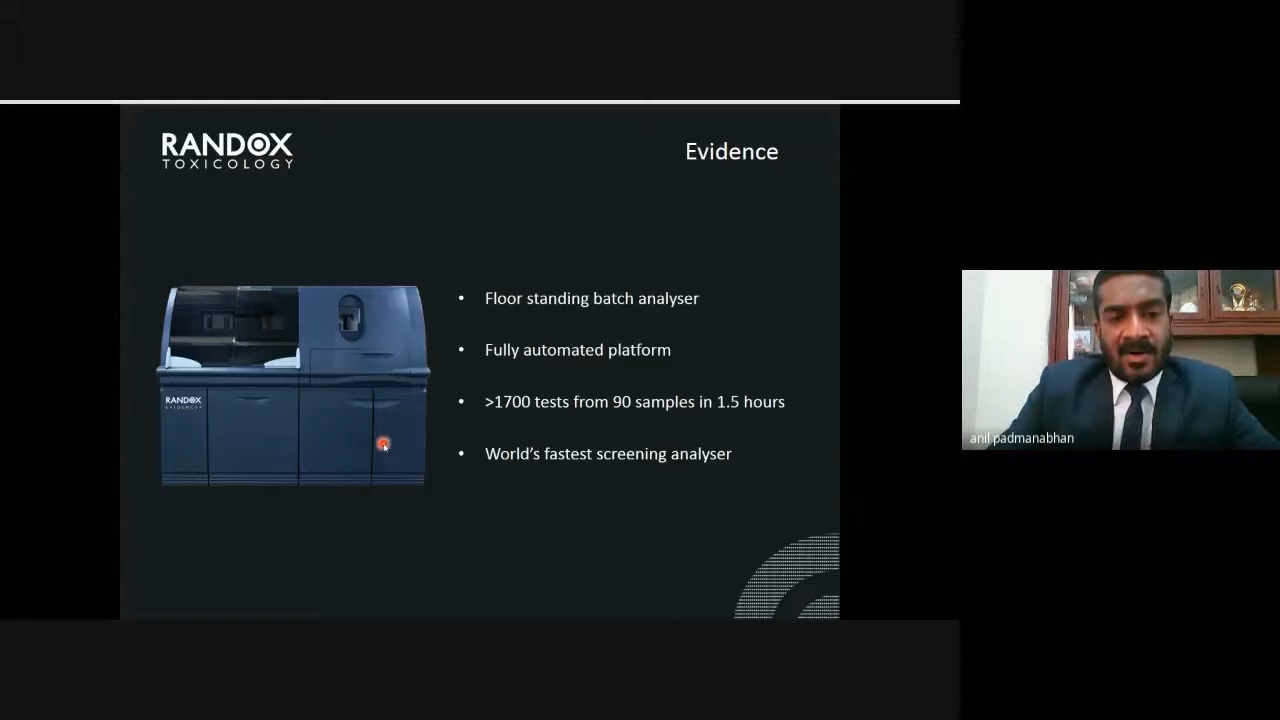 RANDOX
TOXICOLOGY
Evidence
• Floor standing batch analyser
• Fully automated platform
• >1700 tests from 90 samples in 1.5 hours
• World's fastest screening analyser
RANDOX
EVIDENCE+
anil padmanabhan